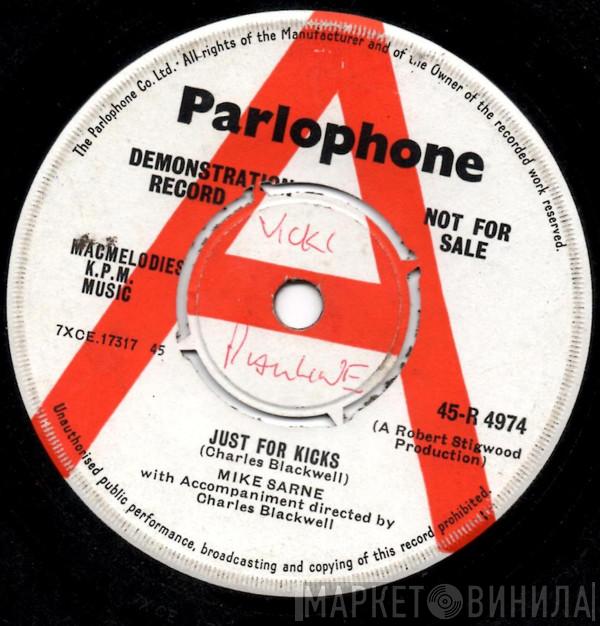 The Parlophone Co. Ltd. · All rights of the Manufacturer and of the Owner of the recorded work reserved.
Parlophone
DEMONSTRATION
RECORD
NOT FOR
SALE
VICKI
MACMELODIES
K.P.M.
MUSIC
7XCE.17317 45
PAULINE
45-R 4974
(A Robert Stigwood
Production)
JUST FOR KICKS
(Charles Blackwell)
MIKE SARNE
with Accompaniment directed by
Charles Blackwell
Unauthorised public performance, broadcasting and copying of this record prohibited.
МАРКЕТ ВИНИЛА